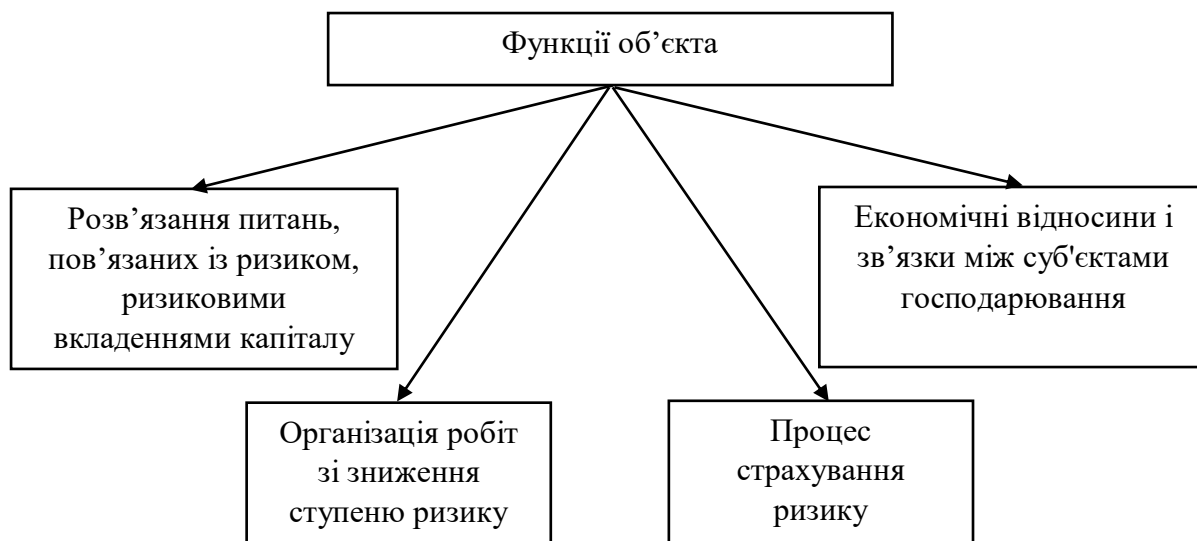 Функції об’єкта
Розв’язання питань,
пов’язаних із ризиком,
ризиковими
вкладеннями капіталу
Економічні відносини і
зв’язки між суб'єктами
господарювання
Організація робіт
зі зниження
ступеню ризику
Процес
страхування
ризику